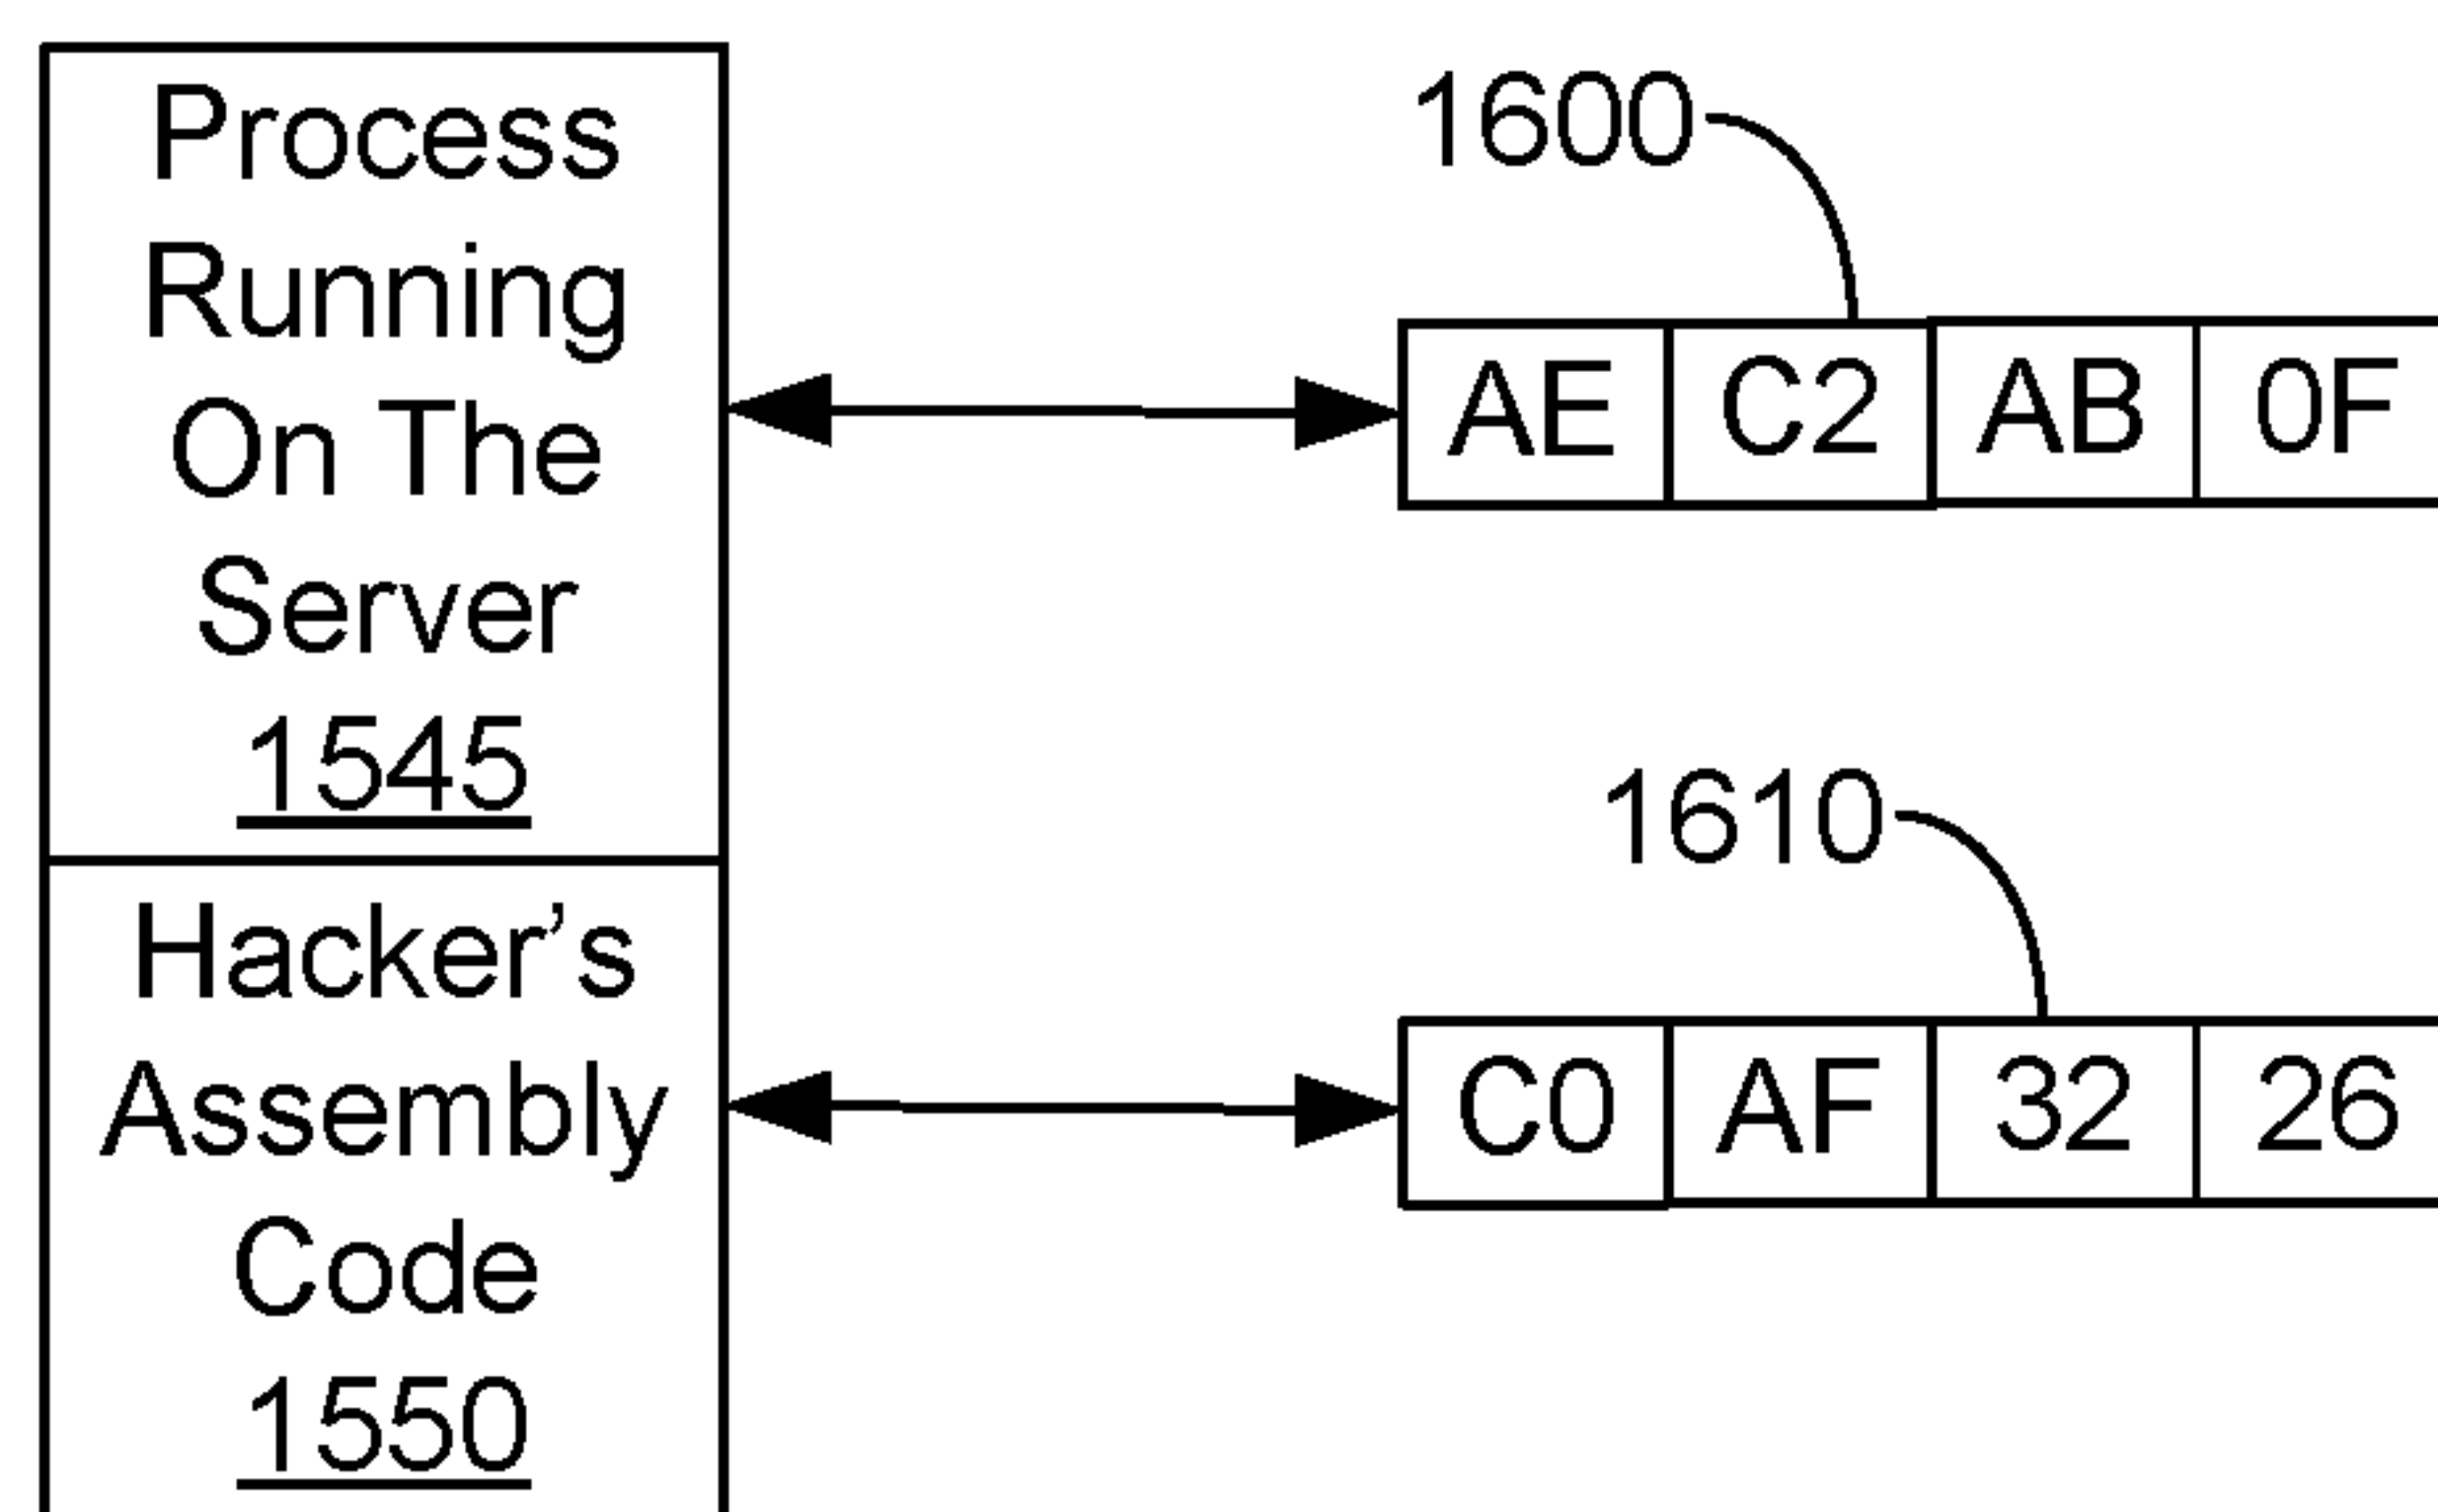 Process
Running
On The
Server
1545
1600
AE C2 AB 0F
Hacker’s
Assembly
Code
1550
1610
C0 AF 32 26